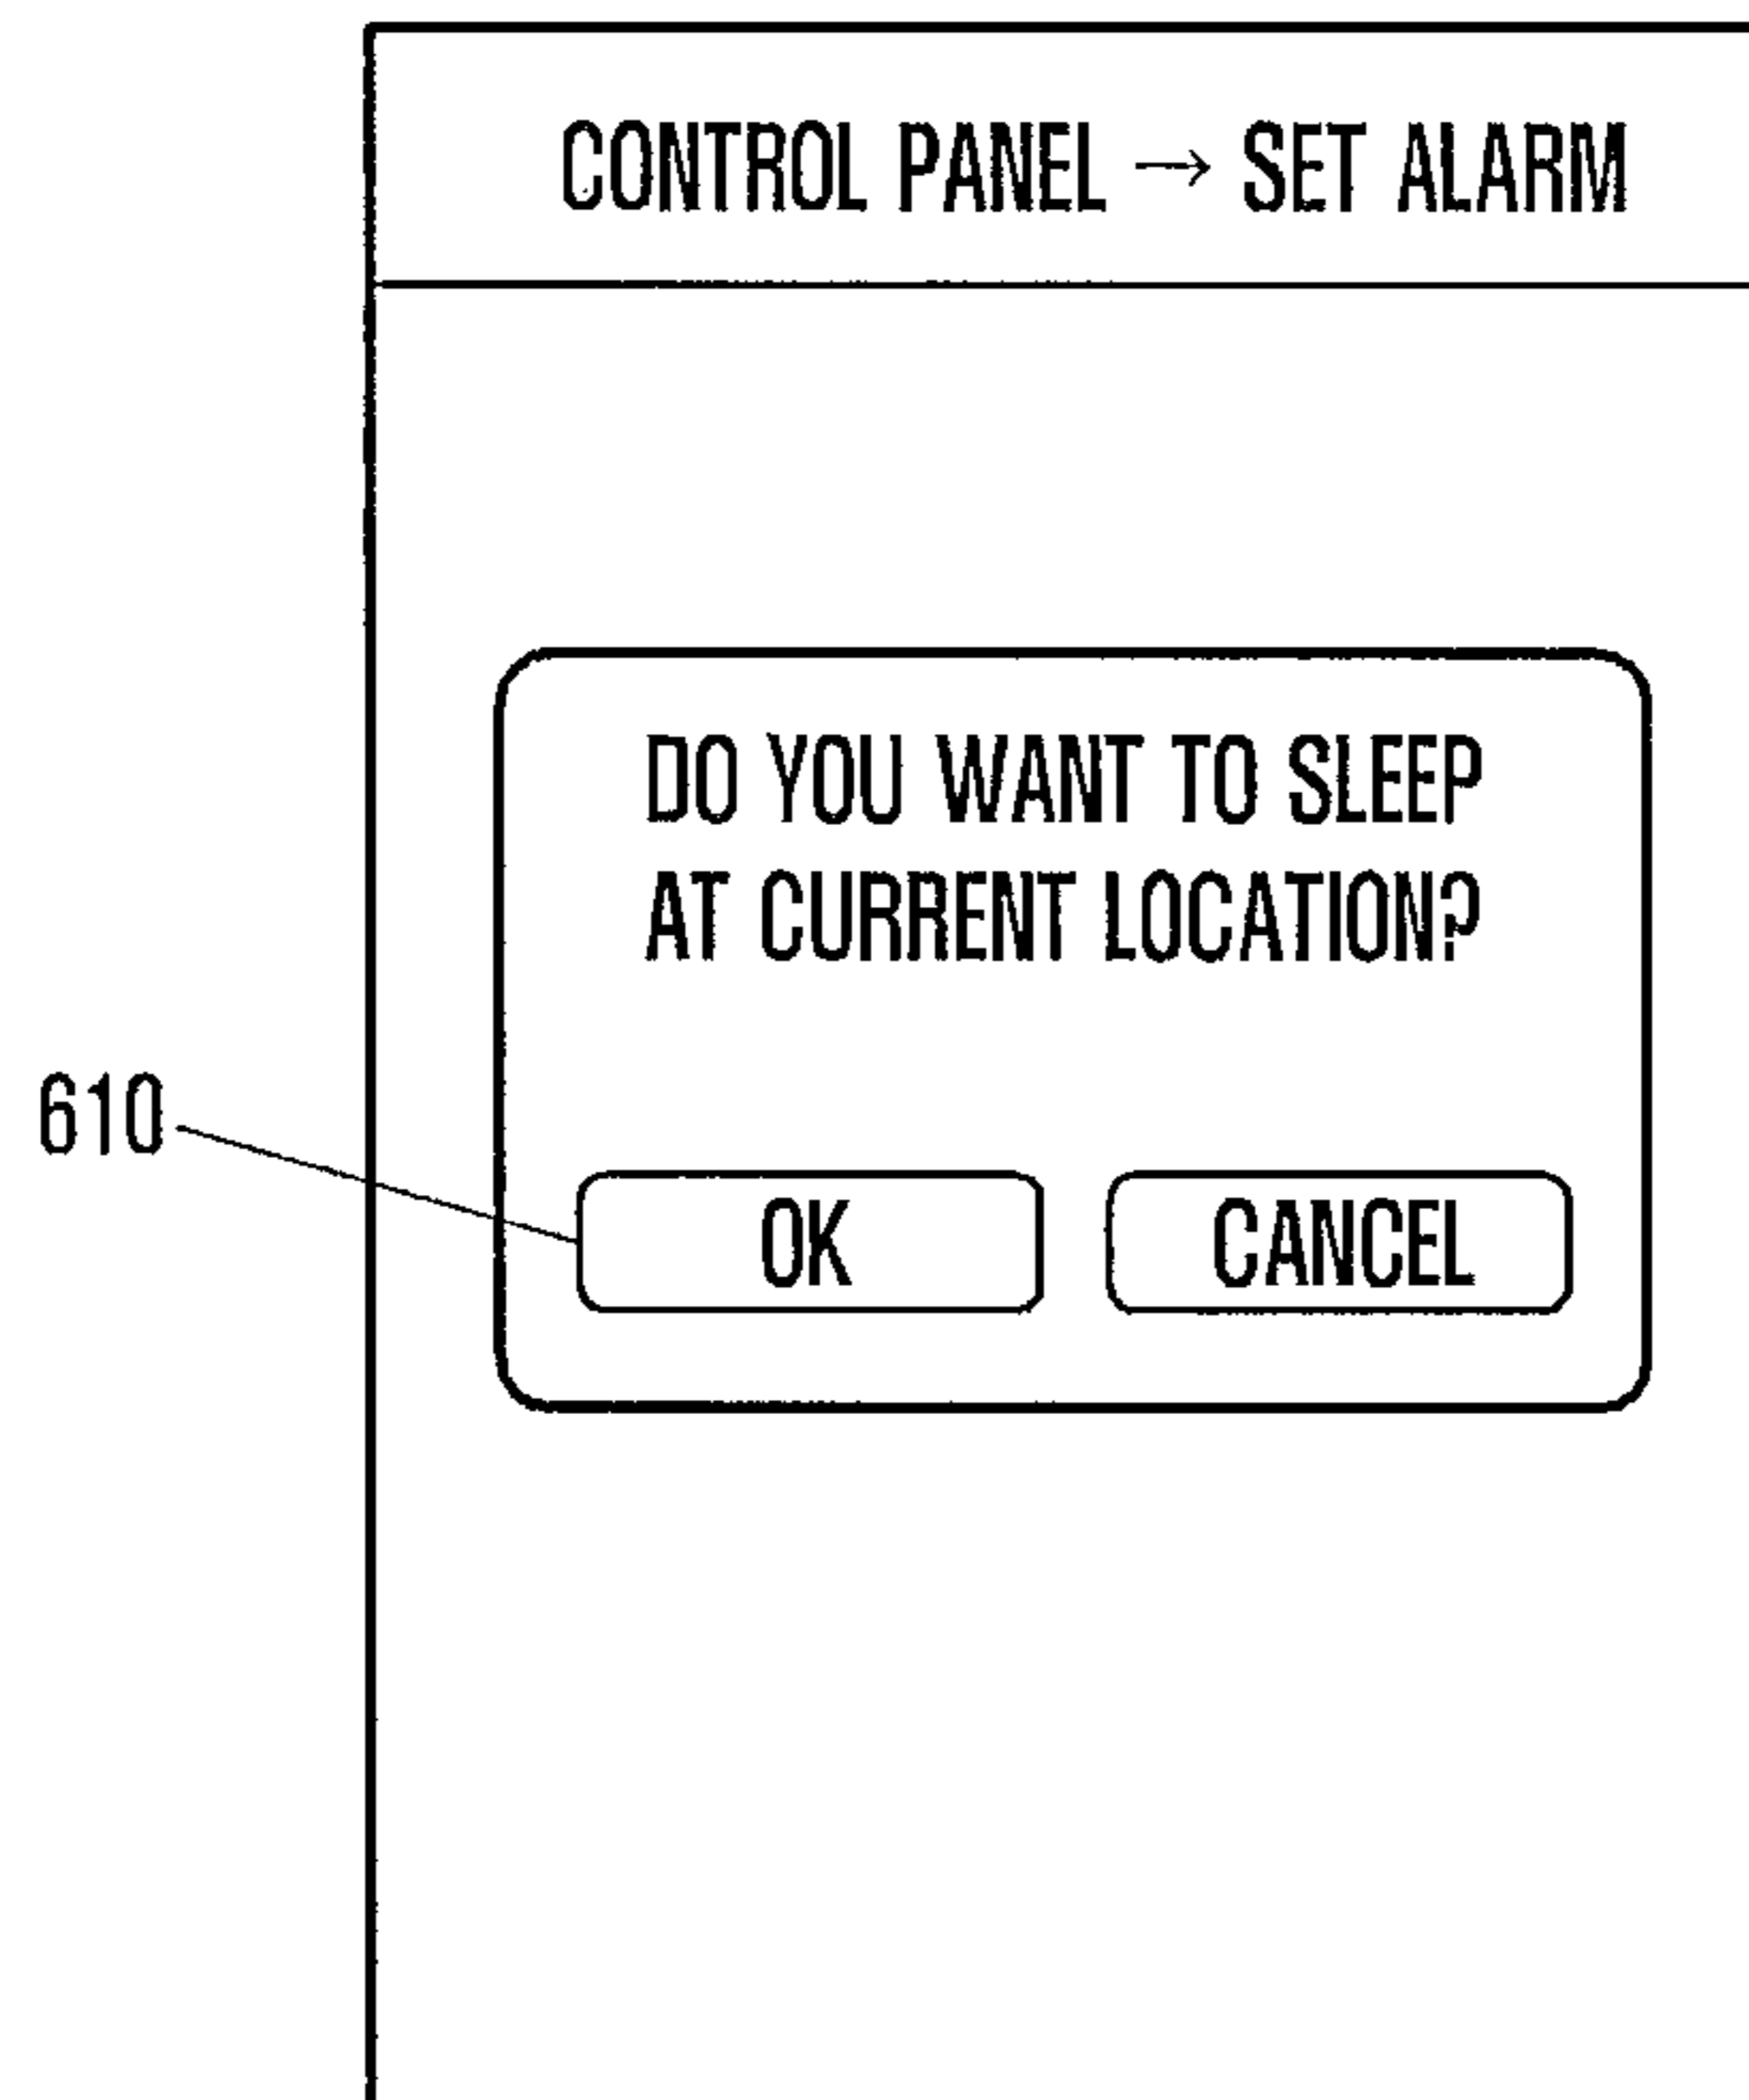 CONTROL PANEL → SET ALARM
DO YOU WANT TO SLEEP
AT CURRENT LOCATION?
610
OK CANCEL